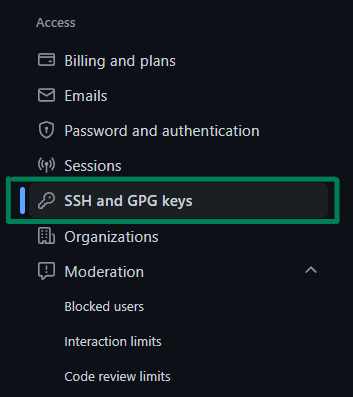 Access
Billing and plans
Emails
Password and authentication
Sessions
SSH and GPG keys
Organizations
Moderation
Blocked users
Interaction limits
Code review limits